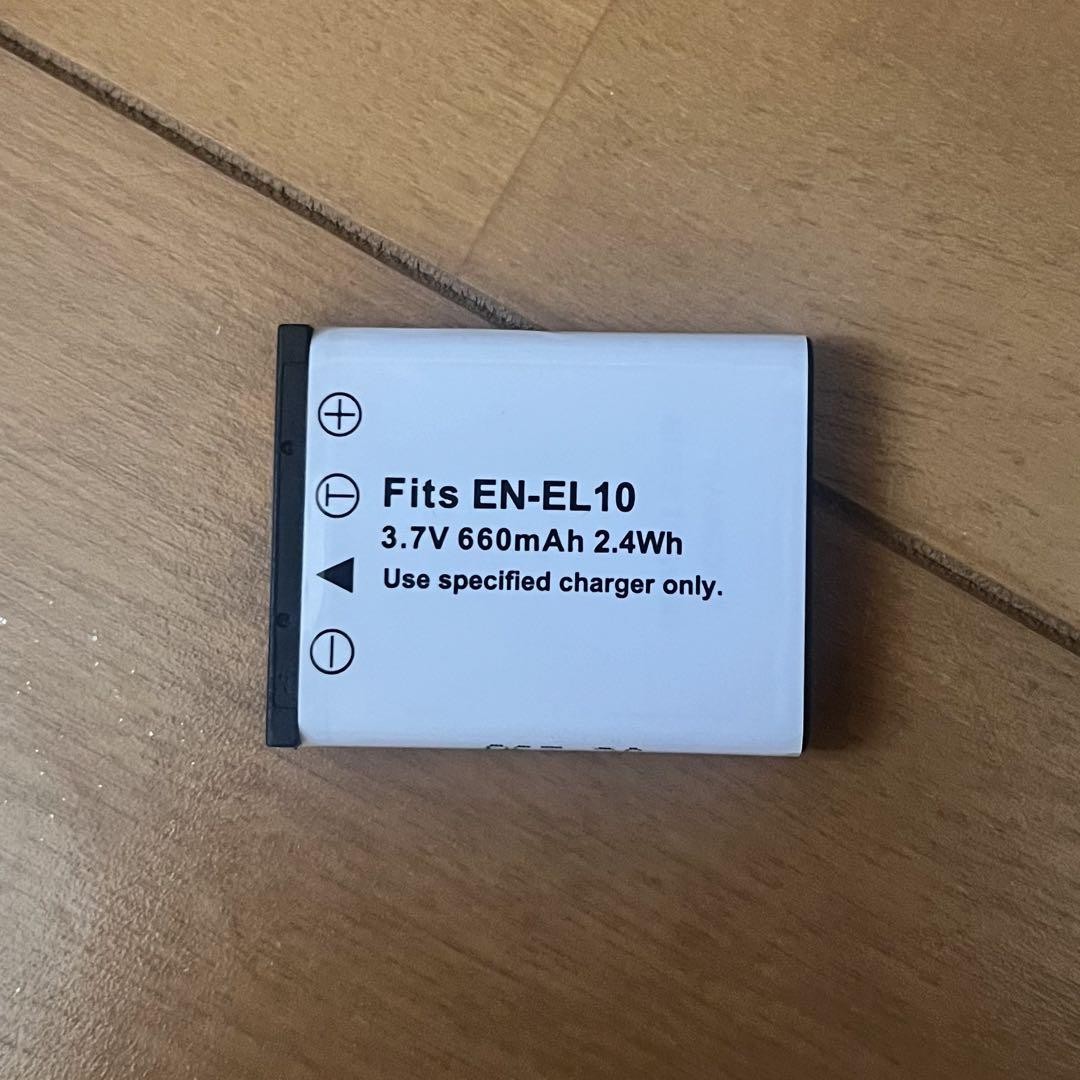 Fits EN-EL10
3.7V 660mAh 2.4Wh
Use specified charger only.
+
T
−